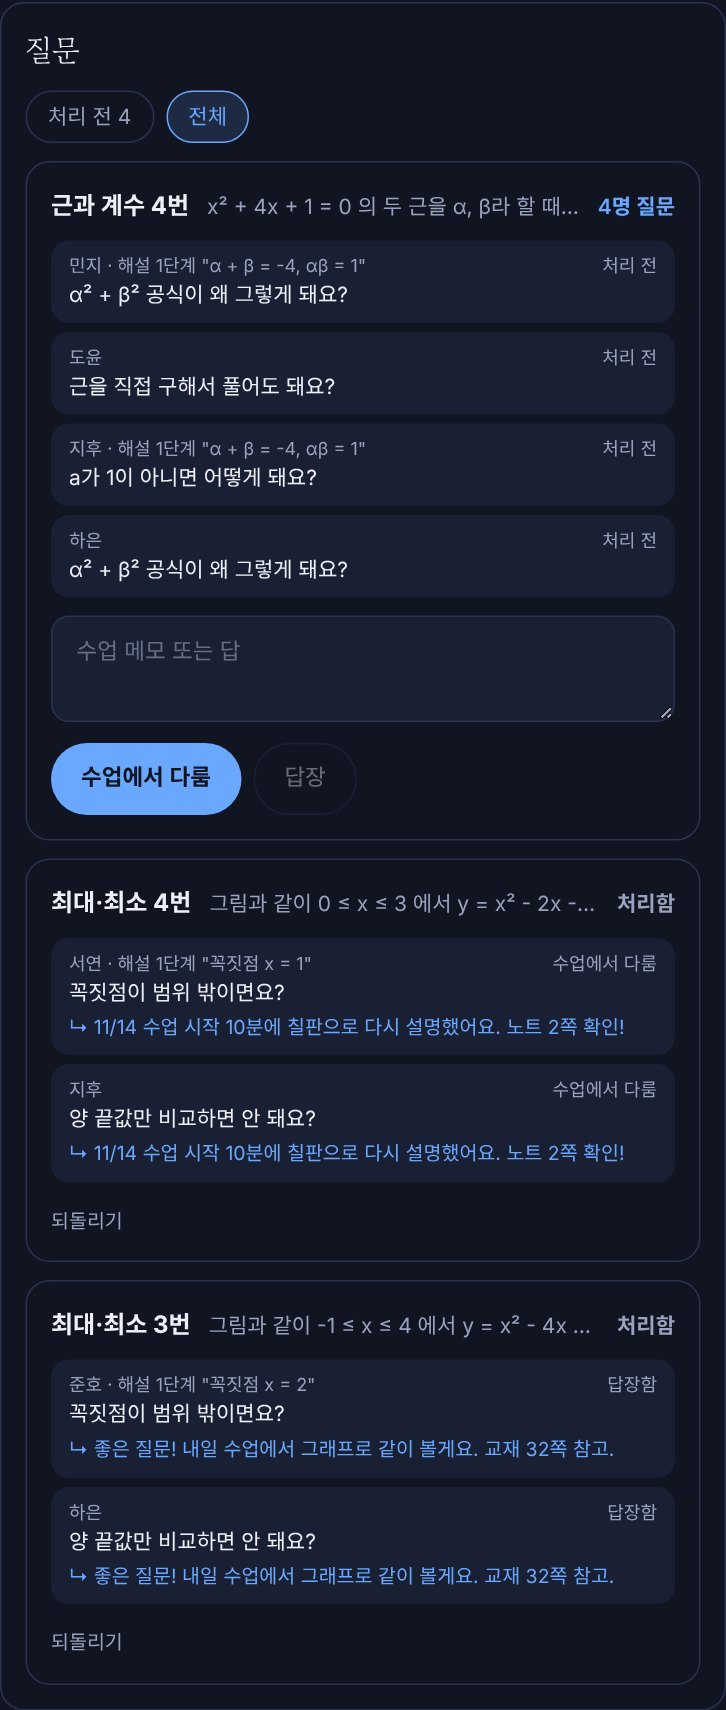 질문
처리 전 4
전체
근과 계수 4번 x² + 4x + 1 = 0 의 두 근을 α, β라 할 때... 4명 질문
민지 · 해설 1단계 "α + β = -4, αβ = 1" 처리 전
α² + β² 공식이 왜 그렇게 돼요?
도윤 처리 전
근을 직접 구해서 풀어도 돼요?
지후 · 해설 1단계 "α + β = -4, αβ = 1" 처리 전
a가 1이 아니면 어떻게 돼요?
하은 처리 전
α² + β² 공식이 왜 그렇게 돼요?
수업 메모 또는 답
수업에서 다룸
답장
최대·최소 4번 그림과 같이 0 ≤ x ≤ 3 에서 y = x² - 2x -... 처리함
서연 · 해설 1단계 "꼭짓점 x = 1" 수업에서 다룸
꼭짓점이 범위 밖이면요?
↳ 11/14 수업 시작 10분에 칠판으로 다시 설명했어요. 노트 2쪽 확인!
지후 수업에서 다룸
양 끝값만 비교하면 안 돼요?
↳ 11/14 수업 시작 10분에 칠판으로 다시 설명했어요. 노트 2쪽 확인!
되돌리기
최대·최소 3번 그림과 같이 -1 ≤ x ≤ 4 에서 y = x² - 4x ... 처리함
준호 · 해설 1단계 "꼭짓점 x = 2" 답장함
꼭짓점이 범위 밖이면요?
↳ 좋은 질문! 내일 수업에서 그래프로 같이 볼게요. 교재 32쪽 참고.
하은 답장함
양 끝값만 비교하면 안 돼요?
↳ 좋은 질문! 내일 수업에서 그래프로 같이 볼게요. 교재 32쪽 참고.
되돌리기